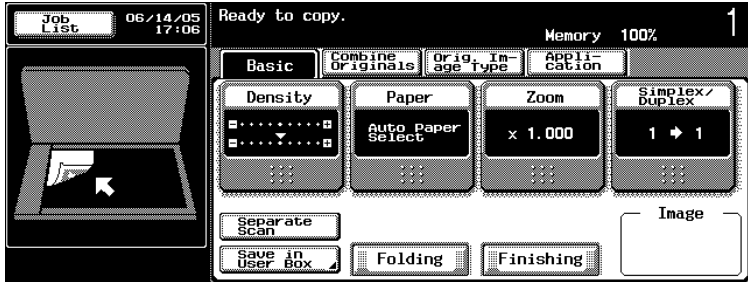 Job
List
06/14/05
17:06
Ready to copy.
Memory 100%
1
Basic
Combine
Originals
Orig. Im-
age Type
Appli-
cation
Density
Paper
Zoom
Simplex/
Duplex
Auto Paper
Select
× 1.000
1 ➔ 1
Separate
Scan
Image
Save in
User Box
Folding
Finishing